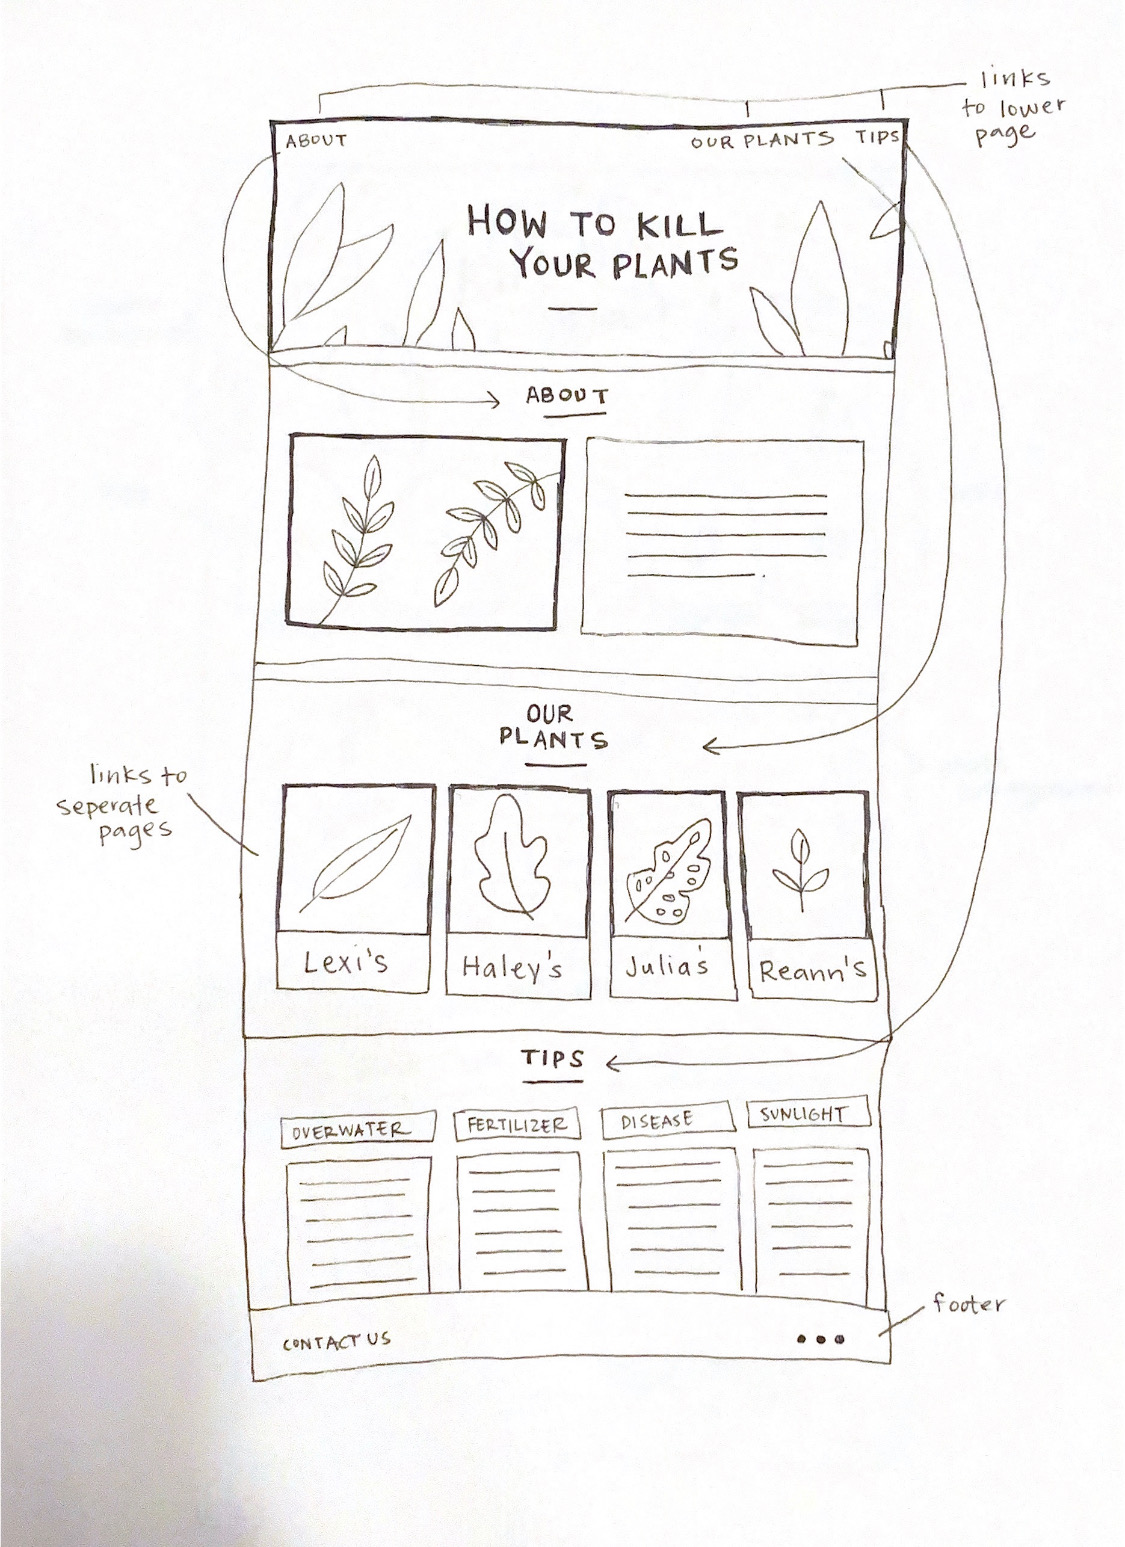 links
to lower
page
ABOUT
OUR PLANTS
TIPS
HOW TO KILL
YOUR PLANTS
ABOUT
OUR
PLANTS
links to
seperate
pages
Lexi's
Haley's
Julia's
Reann's
TIPS
OVERWATER
FERTILIZER
DISEASE
SUNLIGHT
footer
CONTACT US